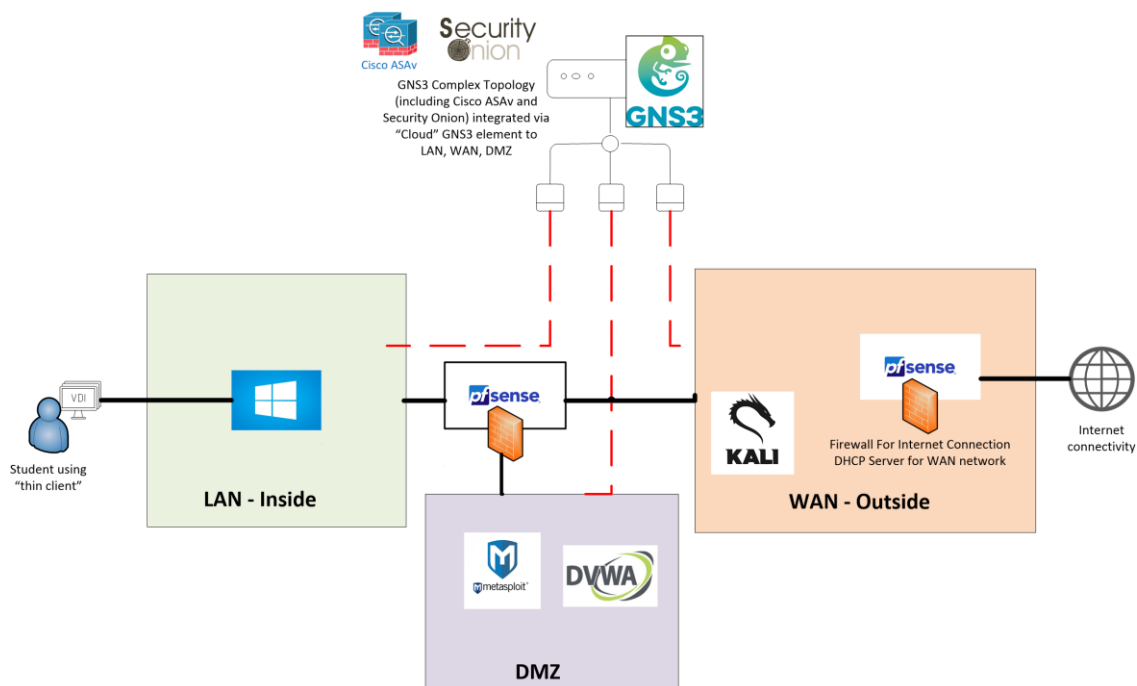 Cisco ASAv
Security
Onion
GNS3 Complex Topology
(including Cisco ASAv and
Security Onion) integrated via
“Cloud” GNS3 element to
LAN, WAN, DMZ
GNS3
VDI
Student using
“thin client”
LAN - Inside
pfsense
metasploit
DVWA
DMZ
KALI
pfsense
Firewall For Internet Connection
DHCP Server for WAN network
WAN - Outside
Internet
connectivity